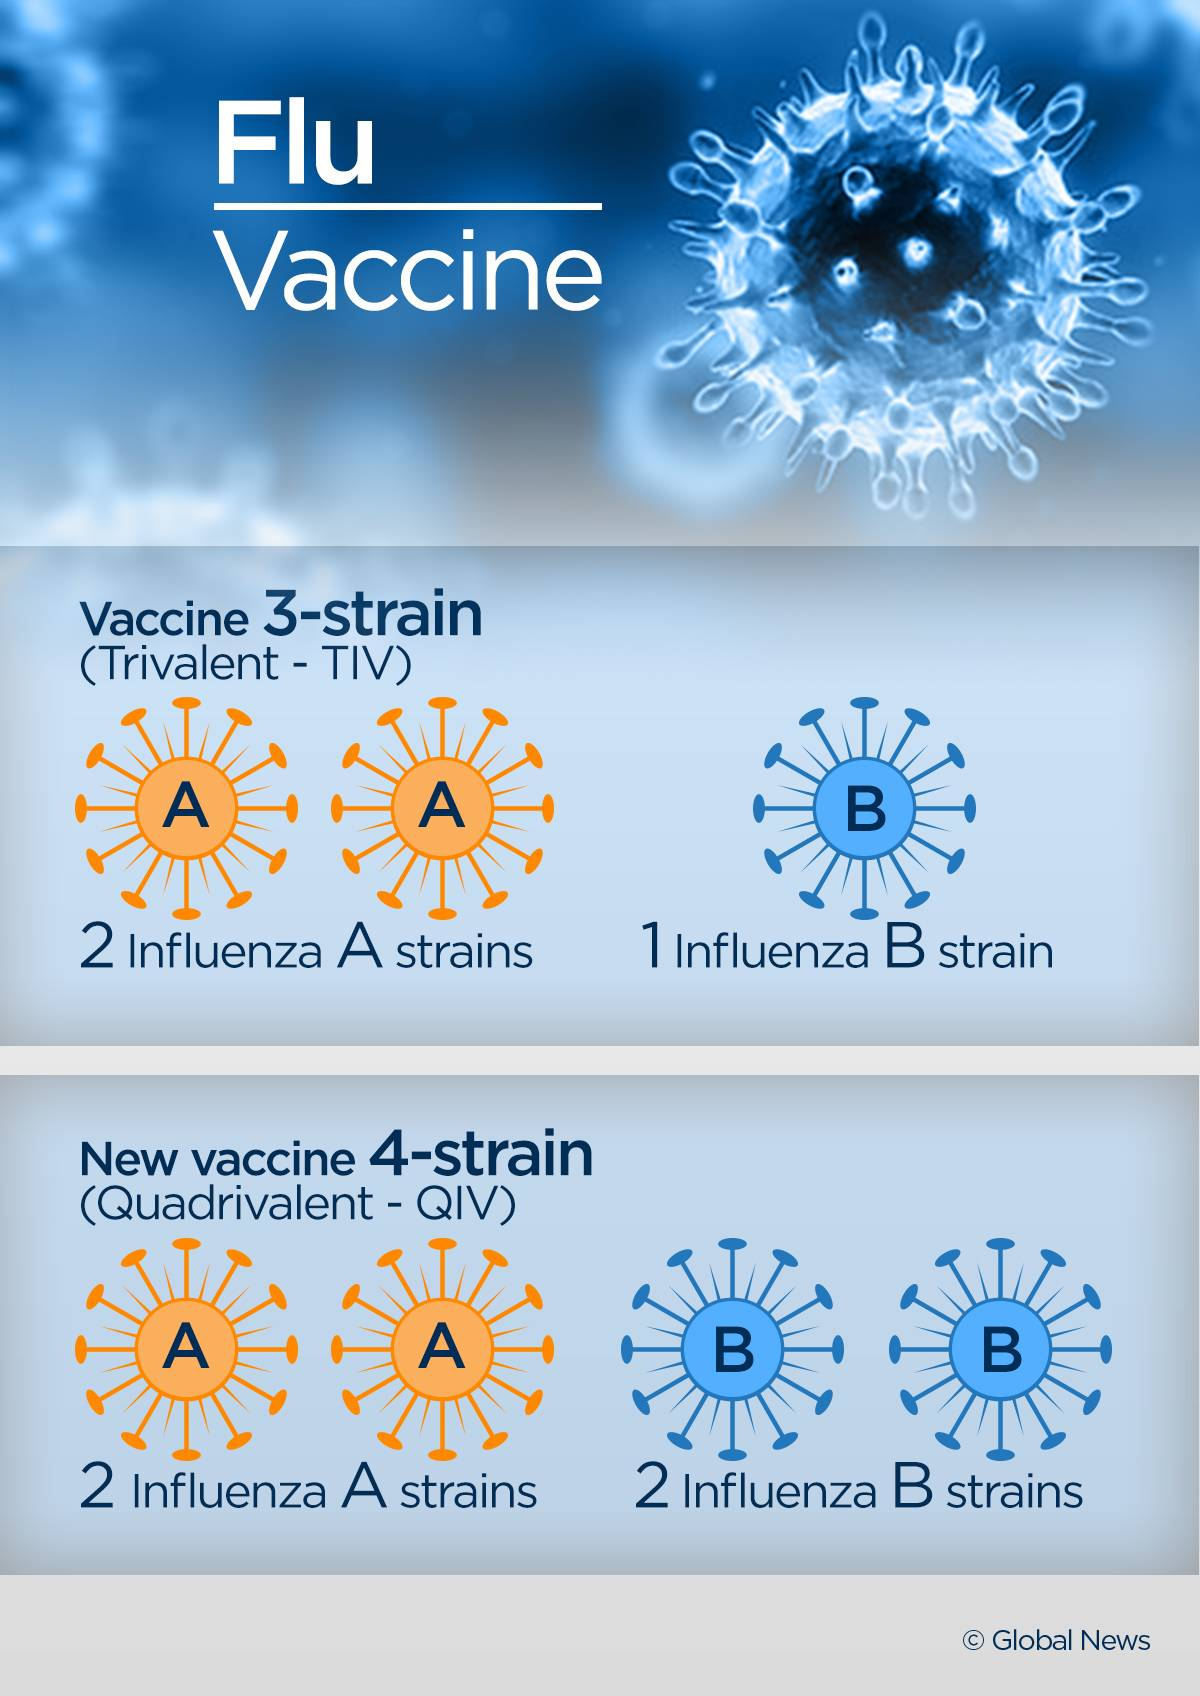 Flu
Vaccine
Vaccine 3-strain
(Trivalent - TIV)
A A B
2 Influenza A strains 1 Influenza B strain
New vaccine 4-strain
(Quadrivalent - QIV)
A A B B
2 Influenza A strains 2 Influenza B strains
© Global News